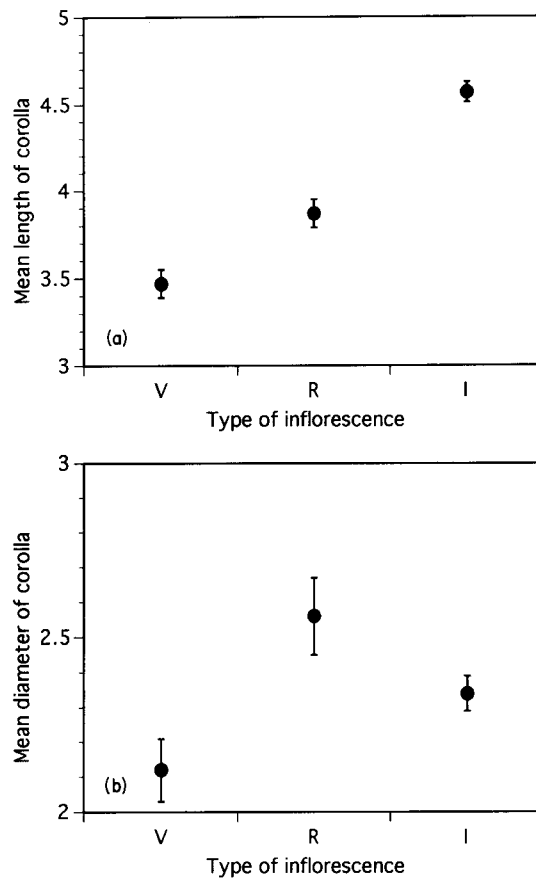 5
4.5
4
3.5
3
Mean length of corolla
(a)
V R I
Type of inflorescence
3
2.5
2
Mean diameter of corolla
(b)
V R I
Type of inflorescence